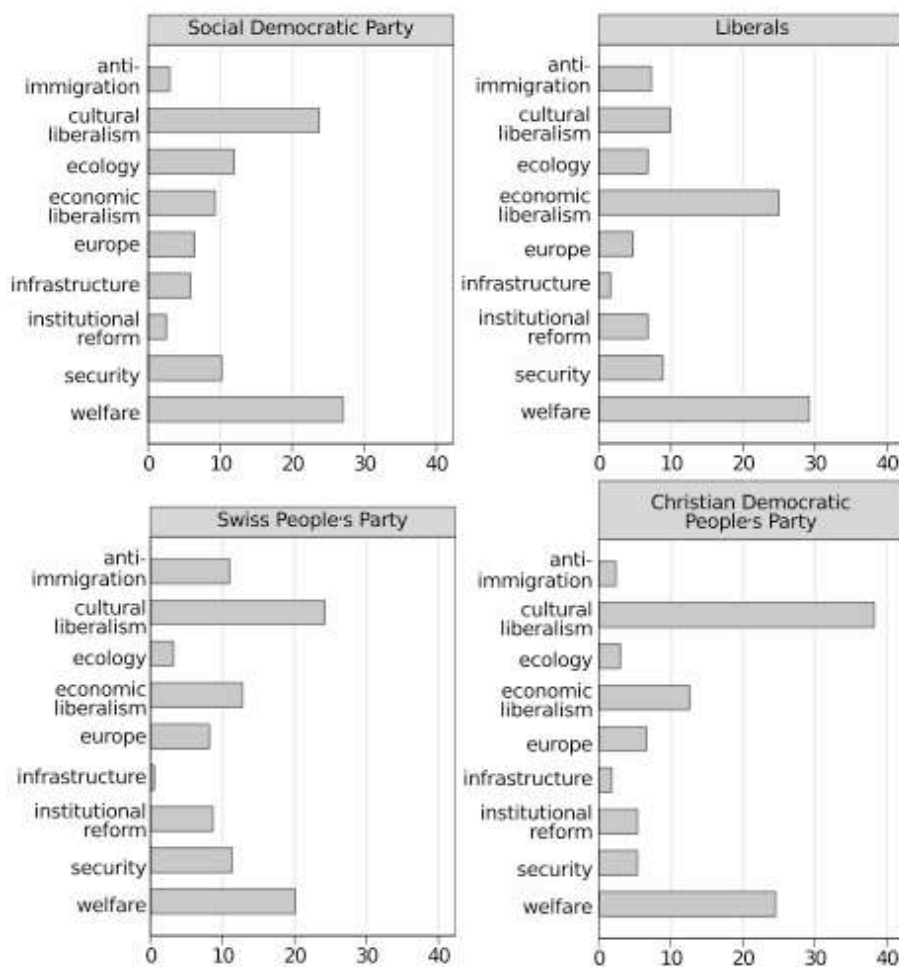 Social Democratic Party
anti-
immigration
cultural
liberalism
ecology
economic
liberalism
europe
infrastructure
institutional
reform
security
welfare
0 10 20 30 40
Liberals
anti-
immigration
cultural
liberalism
ecology
economic
liberalism
europe
infrastructure
institutional
reform
security
welfare
0 10 20 30 40
Swiss People's Party
anti-
immigration
cultural
liberalism
ecology
economic
liberalism
europe
infrastructure
institutional
reform
security
welfare
0 10 20 30 40
Christian Democratic
People's Party
anti-
immigration
cultural
liberalism
ecology
economic
liberalism
europe
infrastructure
institutional
reform
security
welfare
0 10 20 30 40